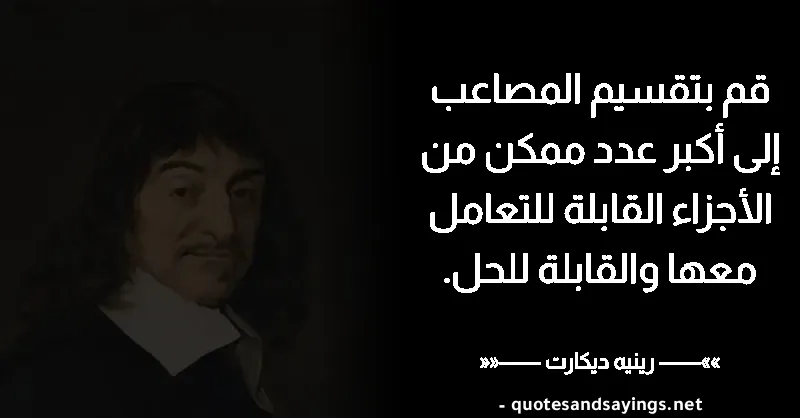 قم بتقسيم المصاعب
إلى أكبر عدد ممكن من
الأجزاء القابلة للتعامل
معها والقابلة للحل.
»»—— رينيه ديكارت ——««
- quotesandsayings.net